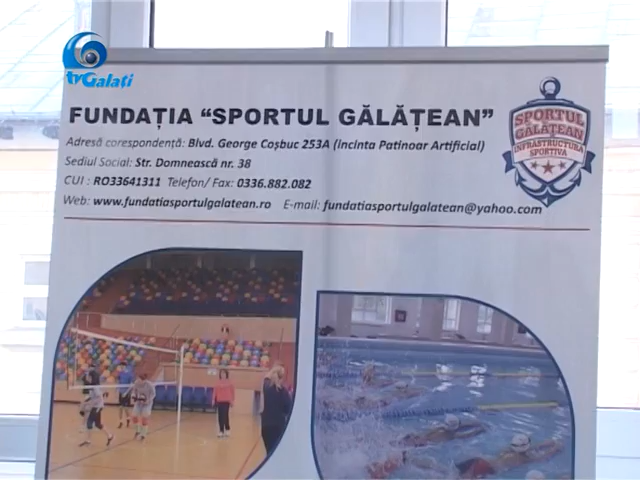 tvGalați
FUNDAȚIA “SPORTUL GĂLĂȚEAN”
Adresă corespondență: Blvd. George Coșbuc 253A (incinta Patinoar Artificial)
Sediul Social: Str. Domnească nr. 38
CUI : RO33641311 Telefon/ Fax: 0336.882.082
Web: www.fundatiasportulgalatean.ro E-mail: fundatiasportulgalatean@yahoo.com
SPORTUL
GĂLĂȚEAN
INFRASTRUCTURA
SPORTIVA